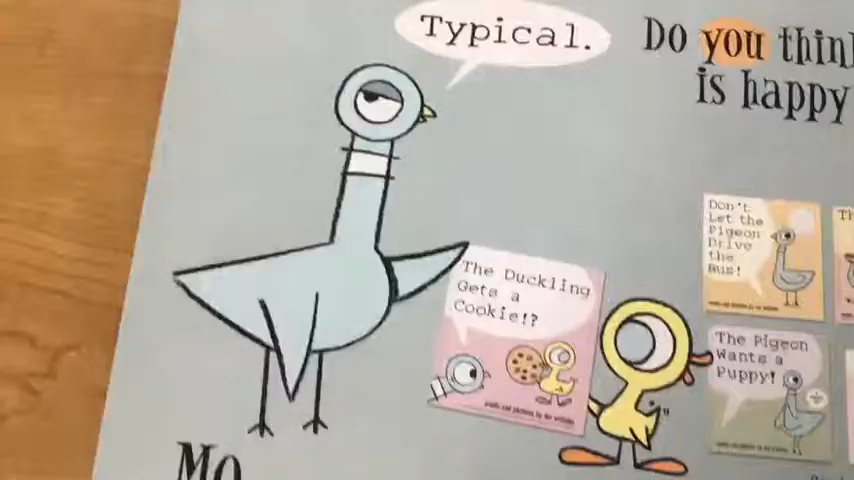 Typical.
Do you think
is happy
The Duckling
Gets a
Cookie!?
Don't
Let the
Pigeon
Drive
the
Bus!
The Pigeon
Wants a
Puppy!
Mo